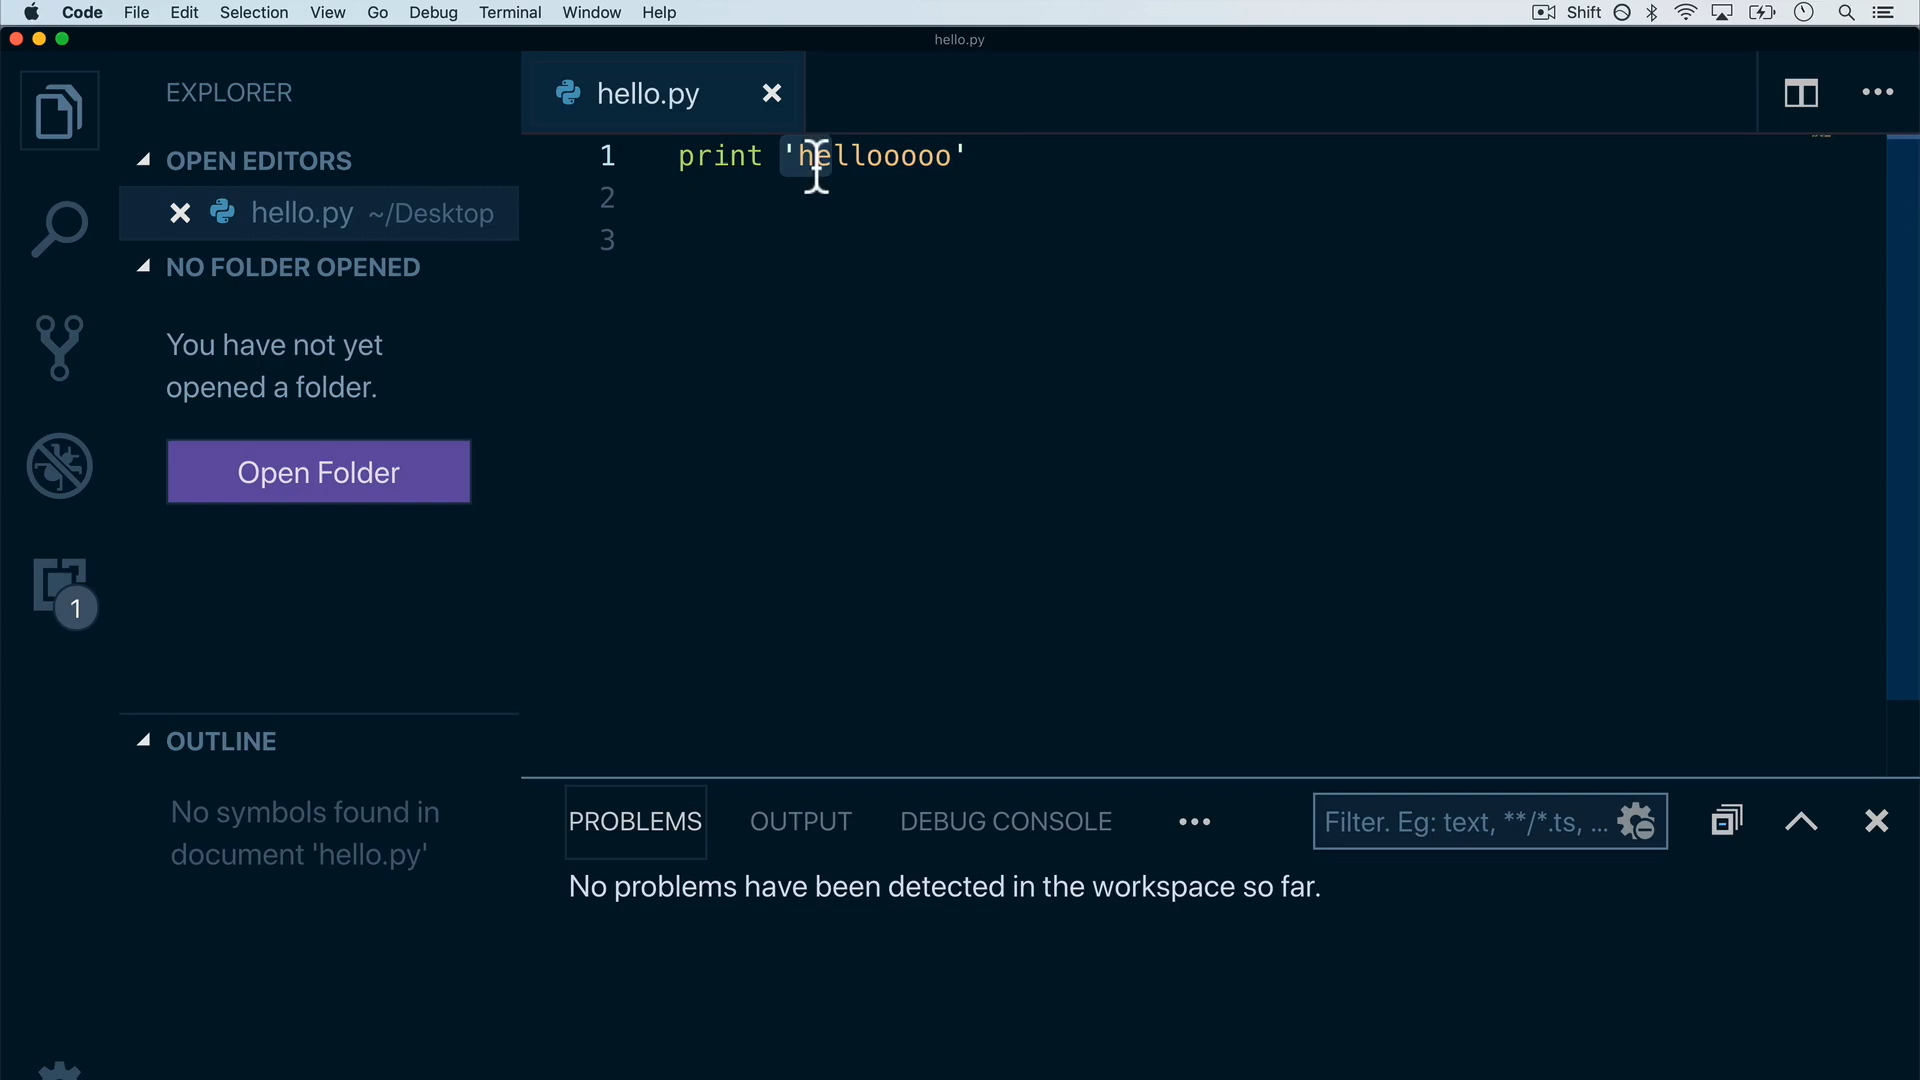 Code File Edit Selection View Go Debug Terminal Window Help Shift
hello.py
EXPLORER
OPEN EDITORS
hello.py ~/Desktop
NO FOLDER OPENED
You have not yet
opened a folder.
Open Folder
1
OUTLINE
No symbols found in
document 'hello.py'
hello.py
1 print 'hellooooo'
2
3
PROBLEMS OUTPUT DEBUG CONSOLE ••• Filter. Eg: text, **/*.ts, ...
No problems have been detected in the workspace so far.